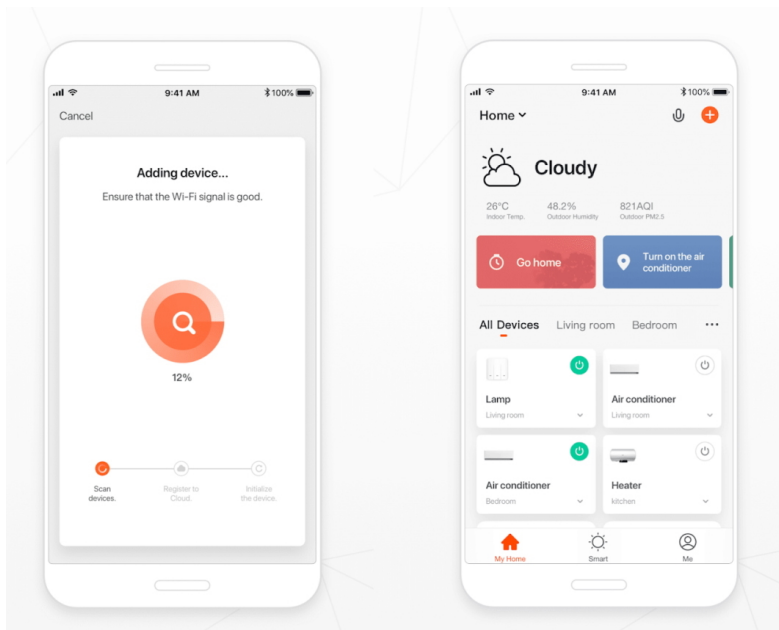 9:41 AM
100%
Cancel
Adding device...
Ensure that the Wi-Fi signal is good.
12%
Scan
devices.
Register to
Cloud.
Initialize
the device.
9:41 AM
100%
Home
Cloudy
26°C
Indoor Temp.
48.2%
Outdoor Humidity
821AQI
Outdoor PM2.5
Go home
Turn on the air
conditioner
All Devices
Living room
Bedroom
Lamp
Living room
Air conditioner
Living room
Air conditioner
Bedroom
Heater
kitchen
My Home
Smart
Me